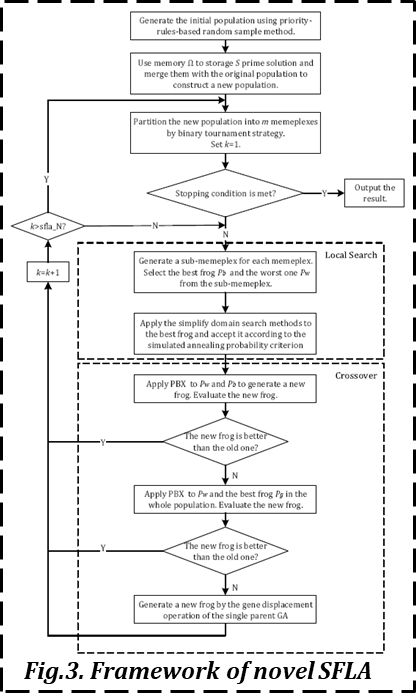 Generate the initial population using priority-
rules-based random sample method.
Use memory Ω to storage S prime solution and
merge them with the original population to
construct a new population.
Partition the new population into m memeplexes
by binary tournament strategy.
Set k=1.
Y
Stopping condition is met?
Y
Output the
result.
k>sfla_N?
N
N
k=k+1
Local Search
Generate a sub-memeplex for each memeplex.
Select the best frog Pb and the worst one Pw
from the sub-memeplex.
Apply the simplify domain search methods to
the best frog and accept it according to the
simulated annealing probability criterion
Crossover
Apply PBX to Pw and Pb to generate a new
frog. Evaluate the new frog.
Y
The new frog is better
than the old one?
N
Apply PBX to Pw and the best frog Pg in the
whole population. Evaluate the new frog.
Y
The new frog is better
than the old one?
N
Generate a new frog by the gene displacement
operation of the single parent GA
Fig.3. Framework of novel SFLA